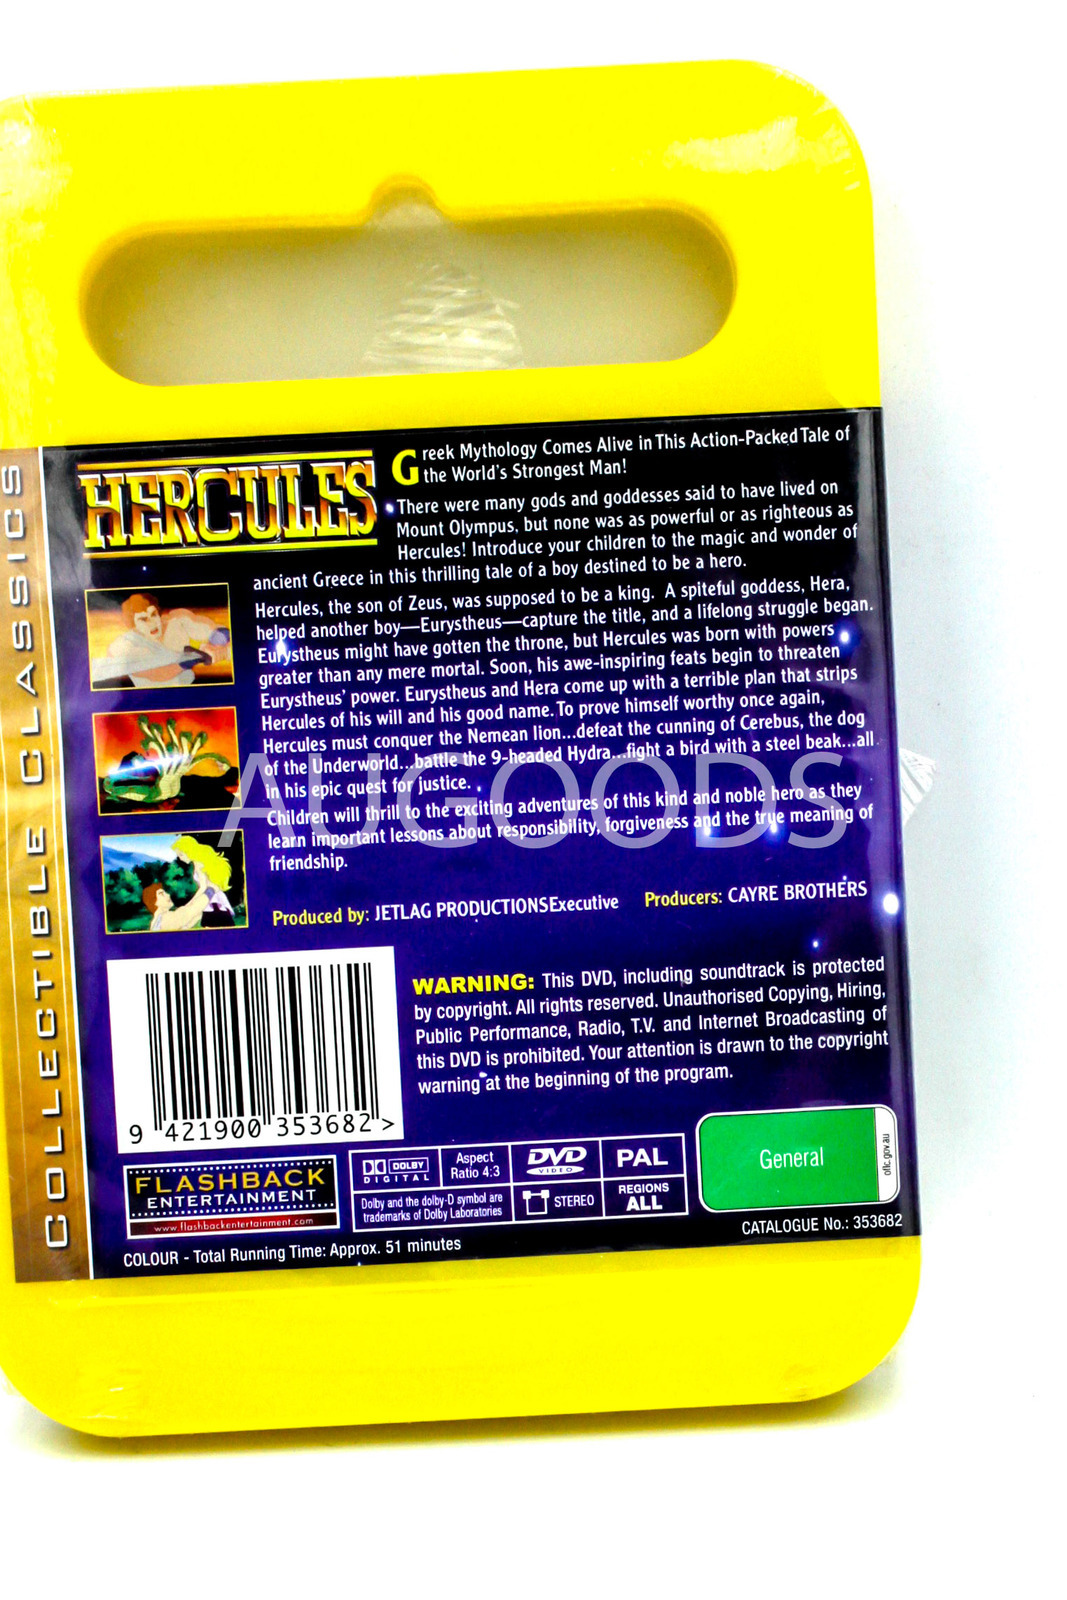 COLLECTIBLE CLASSICS
HERCULES
Greek Mythology Comes Alive in This Action-Packed Tale of
the World's Strongest Man!
There were many gods and goddesses said to have lived on
Mount Olympus, but none was as powerful or as righteous as
Hercules! Introduce your children to the magic and wonder of
ancient Greece in this thrilling tale of a boy destined to be a hero.
Hercules, the son of Zeus, was supposed to be a king. A spiteful goddess, Hera,
helped another boy—Eurystheus—capture the title, and a lifelong struggle began.
Eurystheus might have gotten the throne, but Hercules was born with powers
greater than any mere mortal. Soon, his awe-inspiring feats begin to threaten
Eurystheus' power. Eurystheus and Hera come up with a terrible plan that strips
Hercules of his will and his good name. To prove himself worthy once again,
Hercules must conquer the Nemean lion...defeat the cunning of Cerebus, the dog
of the Underworld...battle the 9-headed Hydra...fight a bird with a steel beak...all
in his epic quest for justice.
Children will thrill to the exciting adventures of this kind and noble hero as they
learn important lessons about responsibility, forgiveness and the true meaning of
friendship.
AUGOODS
Produced by: JETLAG PRODUCTIONSExecutive Producers: CAYRE BROTHERS
WARNING: This DVD, including soundtrack is protected
by copyright. All rights reserved. Unauthorised Copying, Hiring,
Public Performance, Radio, T.V. and Internet Broadcasting of
this DVD is prohibited. Your attention is drawn to the copyright
warning at the beginning of the program.
9 421900 353682 >
FLASHBACK
ENTERTAINMENT
www.flashbackentertainment.com
DOLBY
DIGITAL
Aspect
Ratio 4:3
DVD
VIDEO
PAL
Dolby and the dolby-D symbol are
trademarks of Dolby Laboratories
STEREO
REGIONS
ALL
General
oflc.gov.au
CATALOGUE No.: 353682
COLOUR - Total Running Time: Approx. 51 minutes